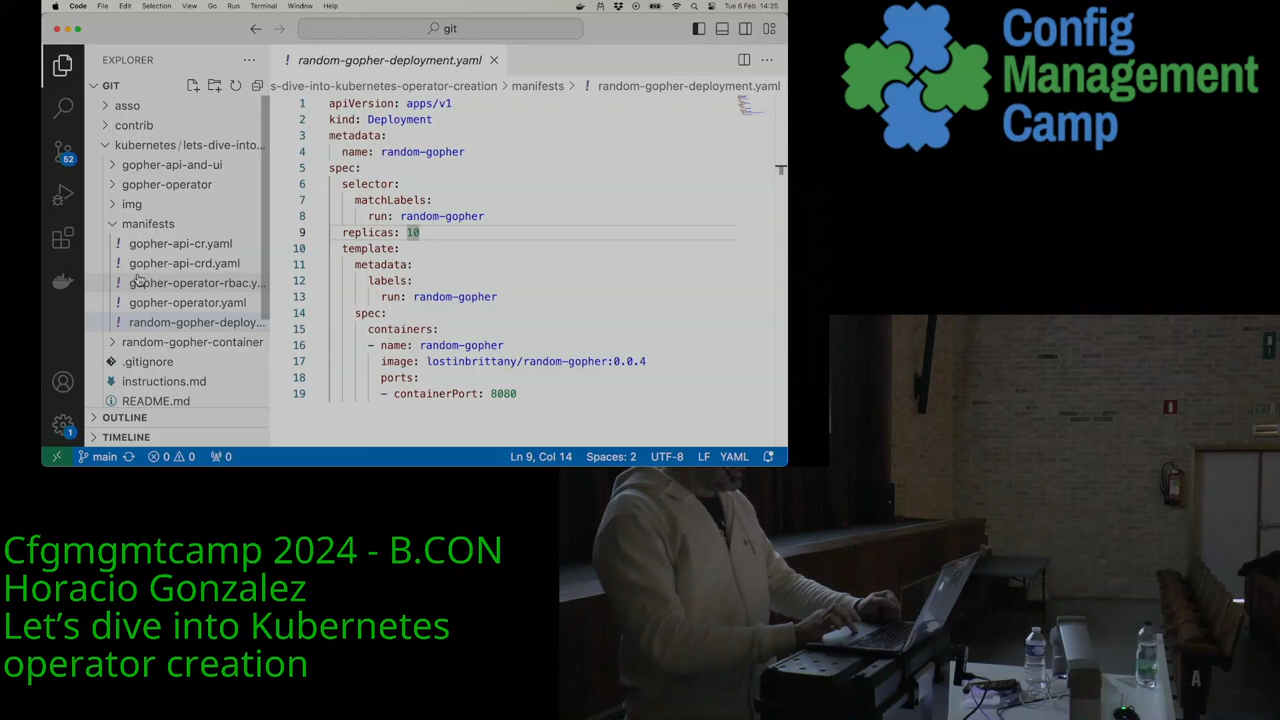 Code File Edit Selection View Go Run Terminal Window Help Tue 6 Feb 14:25
git
EXPLORER
random-gopher-deployment.yaml
GIT
s-dive-into-kubernetes-operator-creation > manifests > random-gopher-deployment.yaml
asso
contrib
kubernetes / lets-dive-into...
gopher-api-and-ui
gopher-operator
img
manifests
gopher-api-cr.yaml
gopher-api-crd.yaml
gopher-operator-rbac.y...
gopher-operator.yaml
random-gopher-deploy...
random-gopher-container
.gitignore
instructions.md
README.md
OUTLINE
TIMELINE
52
1
1 apiVersion: apps/v1
2 kind: Deployment
3 metadata:
4 name: random-gopher
5 spec:
6 selector:
7 matchLabels:
8 run: random-gopher
9 replicas: 10
10 template:
11 metadata:
12 labels:
13 run: random-gopher
14 spec:
15 containers:
16 - name: random-gopher
17 image: lostinbrittany/random-gopher:0.0.4
18 ports:
19 - containerPort: 8080
main 0 0 0 Ln 9, Col 14 Spaces: 2 UTF-8 LF YAML
Config
Management
Camp
Cfgmgmtcamp 2024 - B.CON
Horacio Gonzalez
Let's dive into Kubernetes
operator creation
A